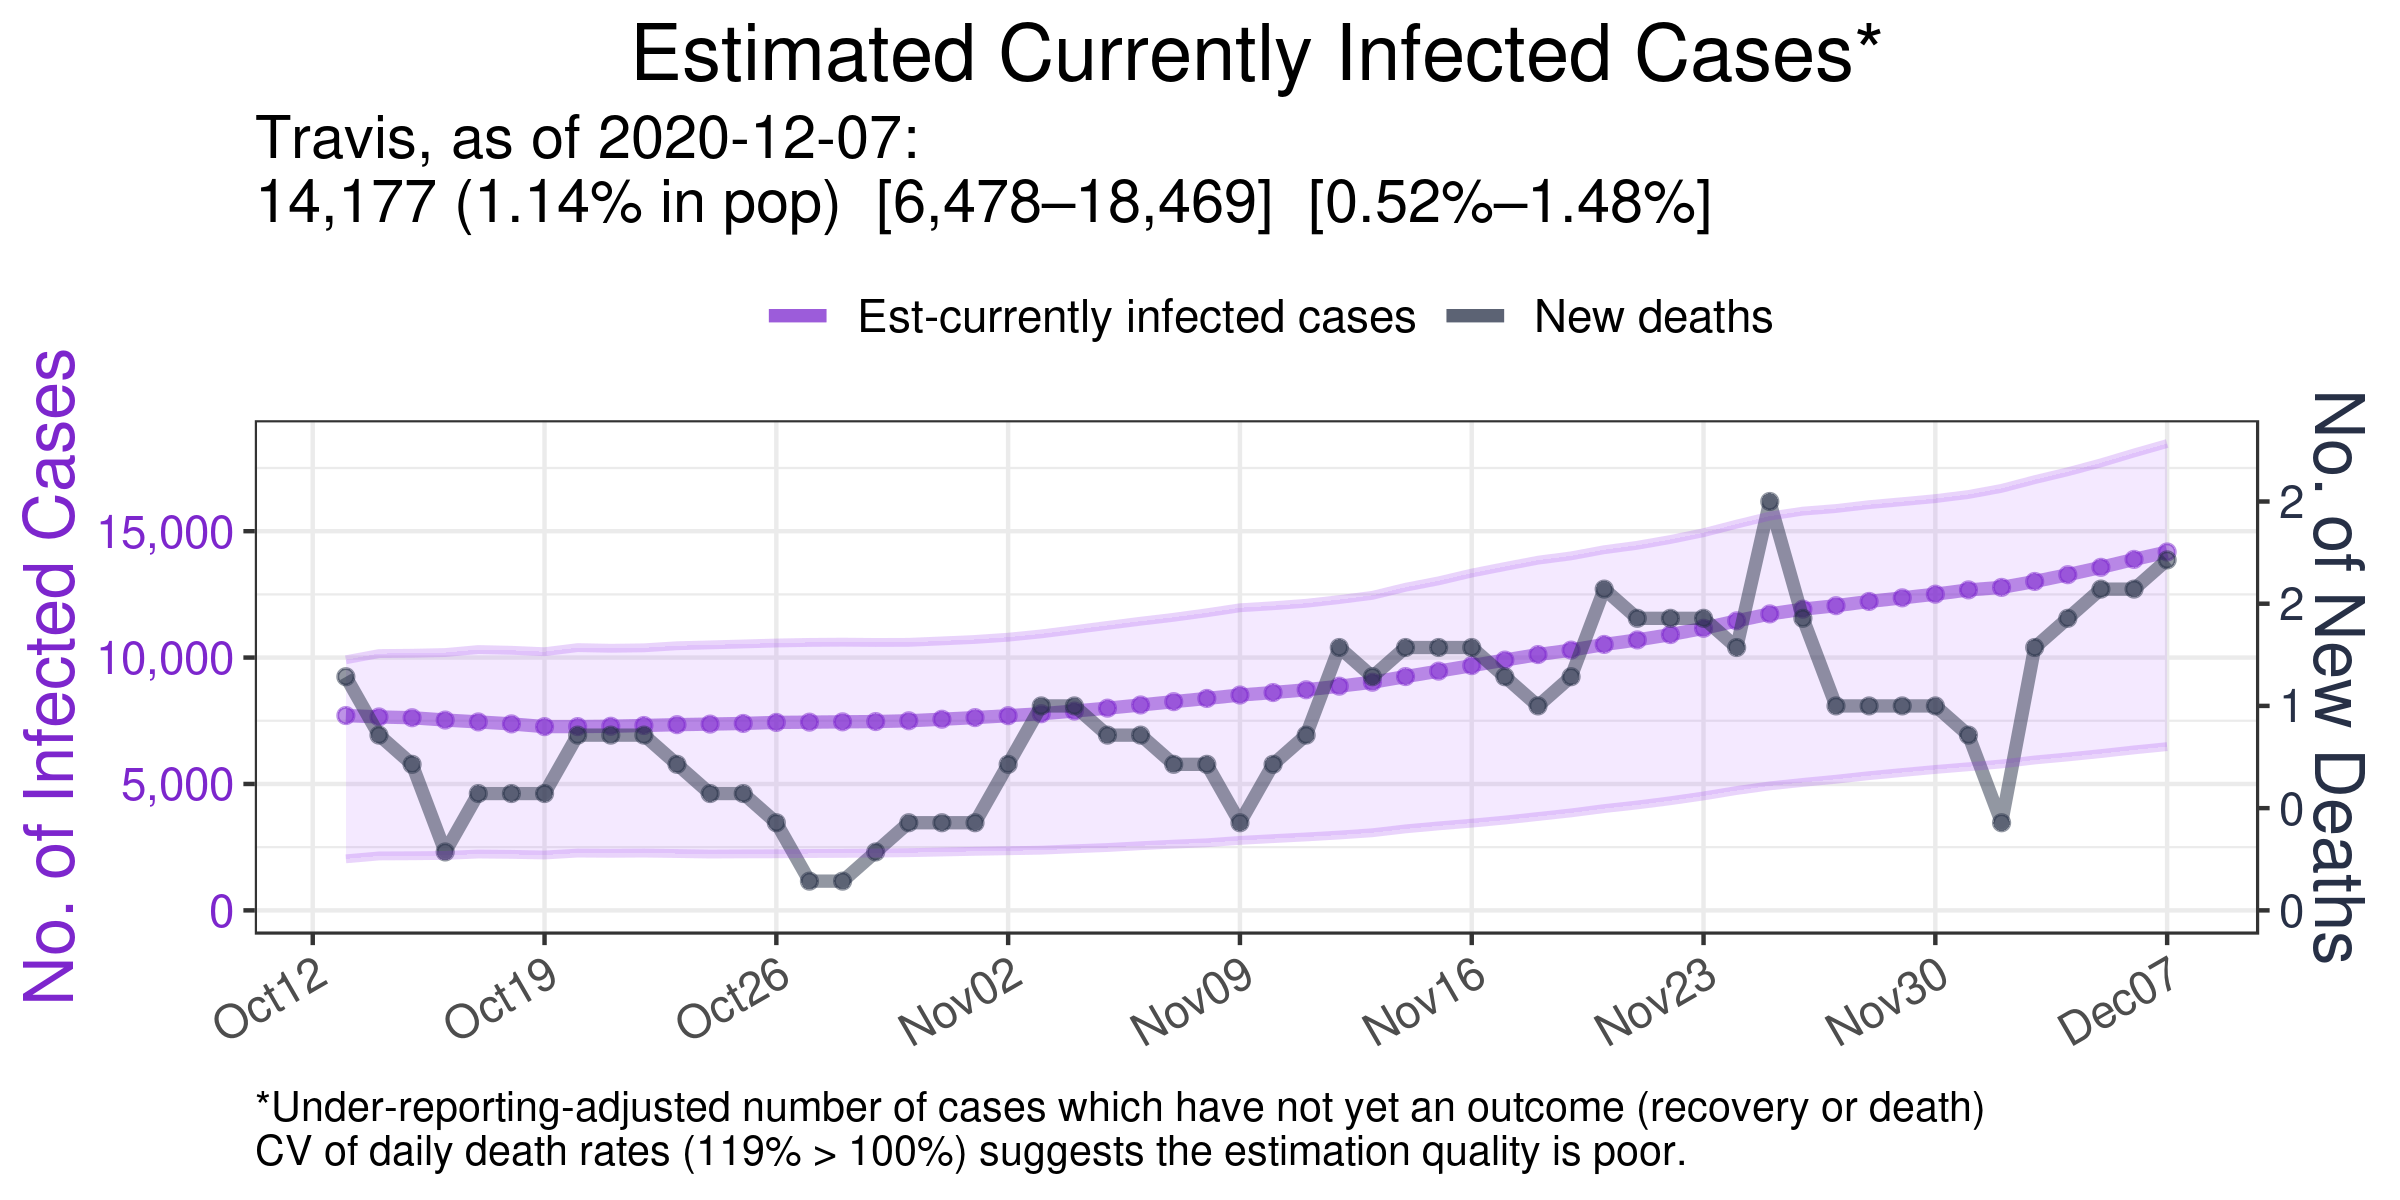 Estimated Currently Infected Cases*
Travis, as of 2020-12-07:
14,177 (1.14% in pop)  [6,478–18,469]  [0.52%–1.48%]
Est-currently infected cases
New deaths
No. of Infected Cases
15,000
10,000
5,000
0
2
2
1
0
0
No. of New Deaths
Oct12
Oct19
Oct26
Nov02
Nov09
Nov16
Nov23
Nov30
Dec07
*Under-reporting-adjusted number of cases which have not yet an outcome (recovery or death)
CV of daily death rates (119% > 100%) suggests the estimation quality is poor.